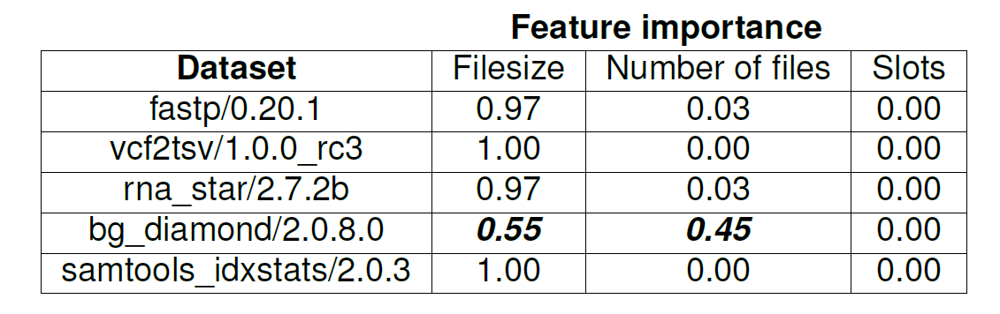 Feature importance
Dataset Filesize Number of files Slots
fastp/0.20.1 0.97 0.03 0.00
vcf2tsv/1.0.0_rc3 1.00 0.00 0.00
rna_star/2.7.2b 0.97 0.03 0.00
bg_diamond/2.0.8.0 0.55 0.45 0.00
samtools_idxstats/2.0.3 1.00 0.00 0.00